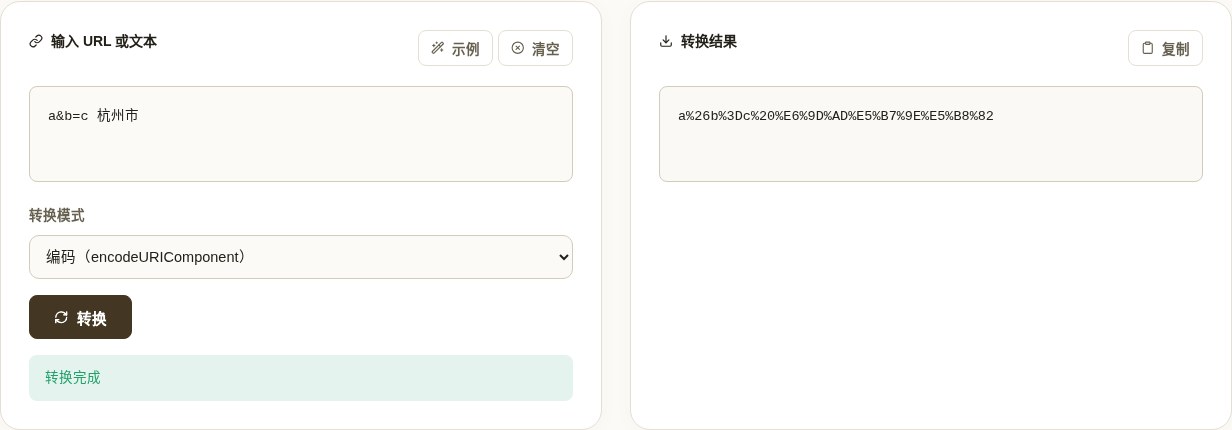 输入 URL 或文本
示例
清空
a&b=c 杭州市
转换模式
编码（encodeURIComponent）
转换
转换完成
转换结果
复制
a%26b%3Dc%20%E6%9D%AD%E5%B7%9E%E5%B8%82